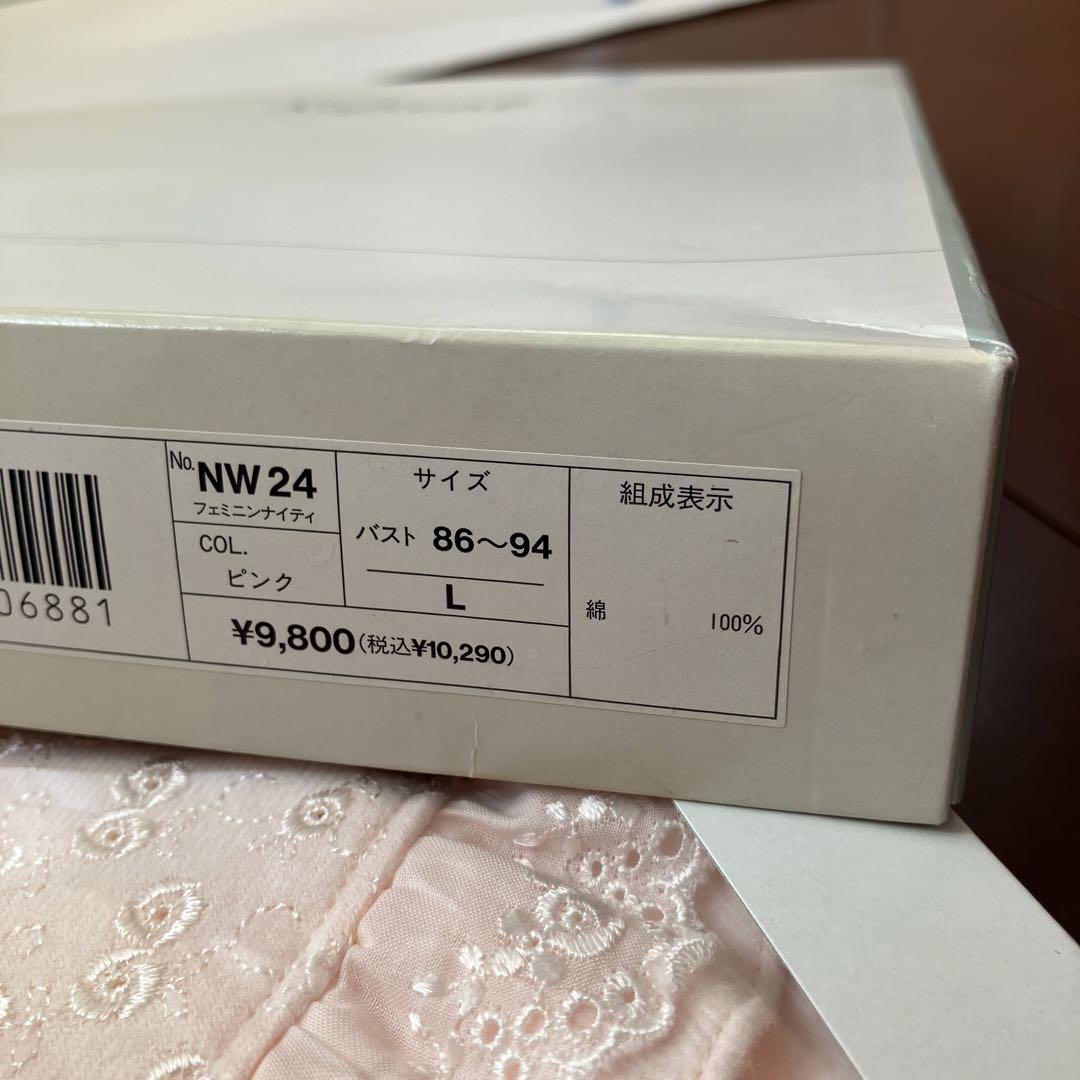 06881
No. NW 24
フェミニンナイティ
COL.
ピンク
サイズ
バスト 86〜94
L
¥9,800(税込¥10,290)
組成表示
綿 100%